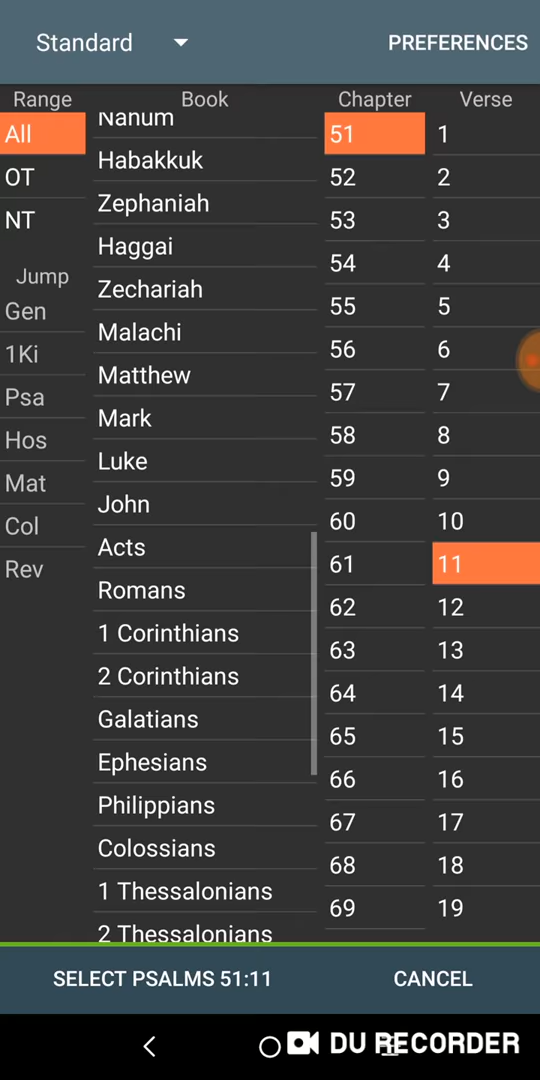 Standard
PREFERENCES
Range
Book
Chapter
Verse
All
OT
NT
Jump
Gen
1Ki
Psa
Hos
Mat
Col
Rev
Nahum
Habakkuk
Zephaniah
Haggai
Zechariah
Malachi
Matthew
Mark
Luke
John
Acts
Romans
1 Corinthians
2 Corinthians
Galatians
Ephesians
Philippians
Colossians
1 Thessalonians
2 Thessalonians
51
52
53
54
55
56
57
58
59
60
61
62
63
64
65
66
67
68
69
1
2
3
4
5
6
7
8
9
10
11
12
13
14
15
16
17
18
19
SELECT PSALMS 51:11
CANCEL
DU RECORDER